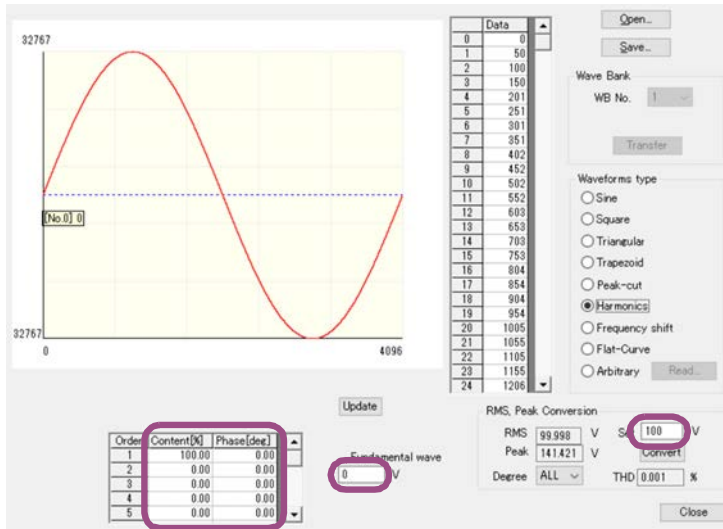 32767
[No.0] 0
32767
0 4096
Data
0 0
1 50
2 100
3 150
4 201
5 251
6 301
7 351
8 402
9 452
10 502
11 552
12 603
13 653
14 703
15 753
16 804
17 854
18 904
19 954
20 1005
21 1055
22 1105
23 1155
24 1206
Open...
Save...
Wave Bank
WB No. 1
Transfer
Waveforms type
Sine
Square
Triangular
Trapezoid
Peak-cut
Harmonics
Frequency shift
Flat-Curve
Arbitrary Read...
Update
Order Content[%] Phase[deg]
1 100.00 0.00
2 0.00 0.00
3 0.00 0.00
4 0.00 0.00
5 0.00 0.00
Fundamental wave
0 V
RMS, Peak Conversion
RMS 99.998 V 100 V
Peak 141.421 V Convert
Degree ALL THD 0.001 %
Close